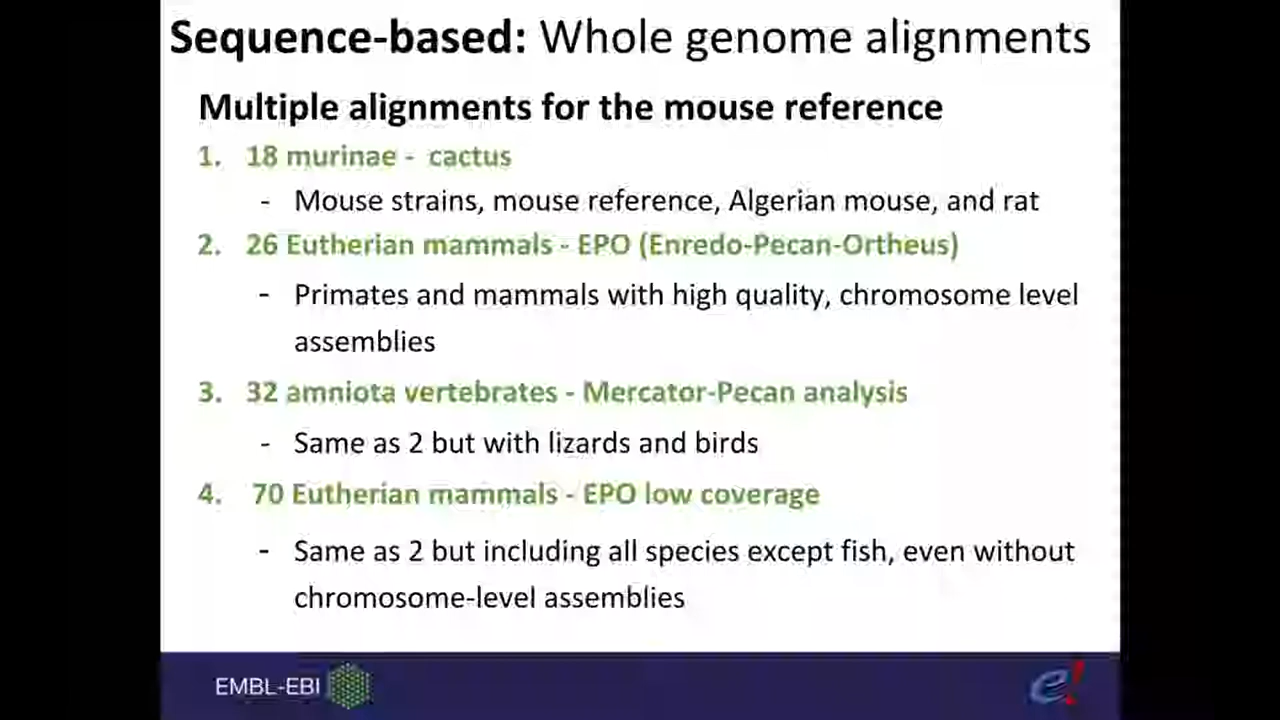 Sequence-based: Whole genome alignments
Multiple alignments for the mouse reference
1. 18 murinae - cactus
- Mouse strains, mouse reference, Algerian mouse, and rat
2. 26 Eutherian mammals - EPO (Enredo-Pecan-Ortheus)
- Primates and mammals with high quality, chromosome level
assemblies
3. 32 amniota vertebrates - Mercator-Pecan analysis
- Same as 2 but with lizards and birds
4. 70 Eutherian mammals - EPO low coverage
- Same as 2 but including all species except fish, even without
chromosome-level assemblies
EMBL-EBI
e!